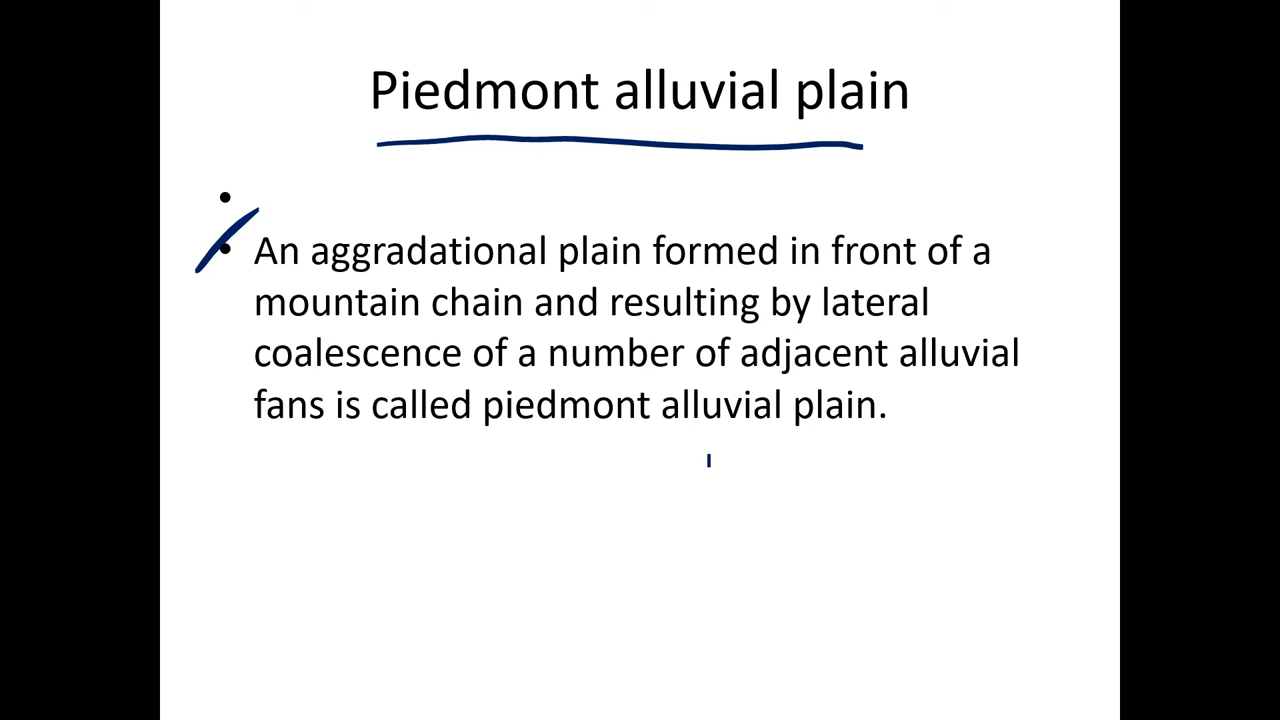 Piedmont alluvial plain
•
• An aggradational plain formed in front of a
mountain chain and resulting by lateral
coalescence of a number of adjacent alluvial
fans is called piedmont alluvial plain.